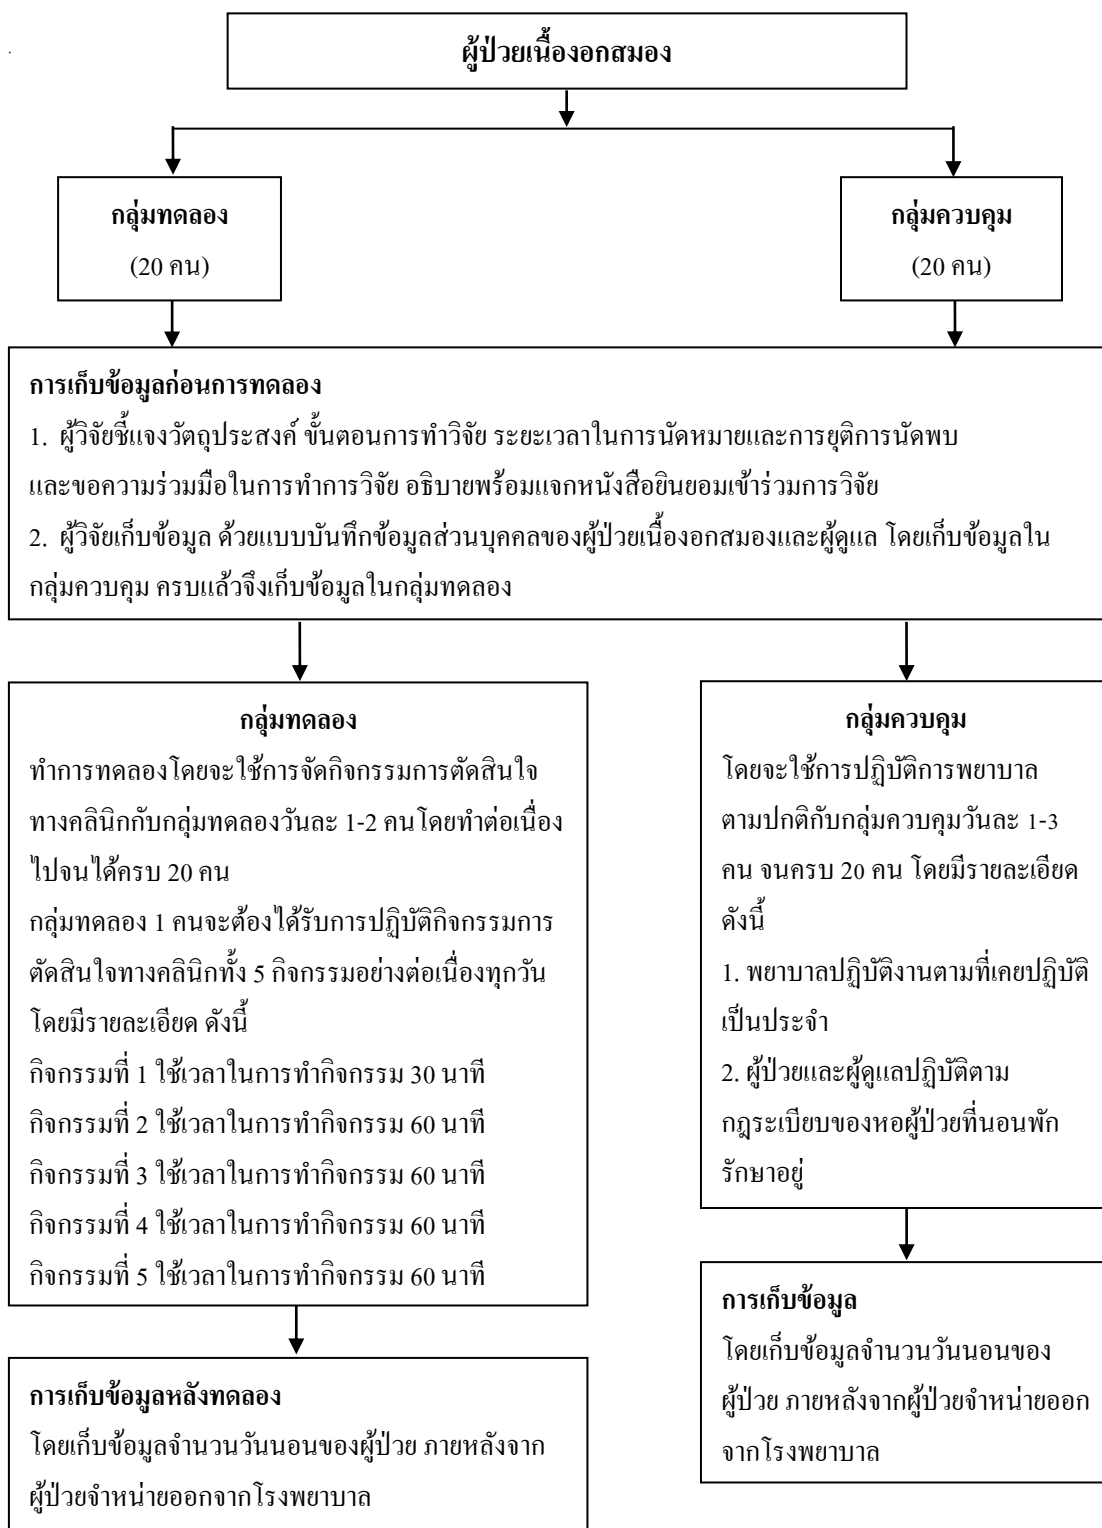 ผู้ป่วยเนื้องอกสมอง
กลุ่มทดลอง
(20 คน)
กลุ่มควบคุม
(20 คน)
การเก็บข้อมูลก่อนการทดลอง
1. ผู้วิจัยชี้แจงวัตถุประสงค์ ขั้นตอนการทำวิจัย ระยะเวลาในการนัดหมายและการยุติการนัดพบ
และขอความร่วมมือในการทำการวิจัย อธิบายพร้อมแจกหนังสือยินยอมเข้าร่วมการวิจัย
2. ผู้วิจัยเก็บข้อมูล ด้วยแบบบันทึกข้อมูลส่วนบุคคลของผู้ป่วยเนื้องอกสมองและผู้ดูแล โดยเก็บข้อมูลใน
กลุ่มควบคุม ครบแล้วจึงเก็บข้อมูลในกลุ่มทดลอง
กลุ่มทดลอง
ทำการทดลองโดยจะใช้การจัดกิจกรรมการตัดสินใจ
ทางคลินิกกับกลุ่มทดลองวันละ 1-2 คนโดยทำต่อเนื่อง
ไปจนได้ครบ 20 คน
กลุ่มทดลอง 1 คนจะต้องได้รับการปฏิบัติกิจกรรมการ
ตัดสินใจทางคลินิกทั้ง 5 กิจกรรมอย่างต่อเนื่องทุกวัน
โดยมีรายละเอียด ดังนี้
กิจกรรมที่ 1 ใช้เวลาในการทำกิจกรรม 30 นาที
กิจกรรมที่ 2 ใช้เวลาในการทำกิจกรรม 60 นาที
กิจกรรมที่ 3 ใช้เวลาในการทำกิจกรรม 60 นาที
กิจกรรมที่ 4 ใช้เวลาในการทำกิจกรรม 60 นาที
กิจกรรมที่ 5 ใช้เวลาในการทำกิจกรรม 60 นาที
กลุ่มควบคุม
โดยจะใช้การปฏิบัติการพยาบาล
ตามปกติกับกลุ่มควบคุมวันละ 1-3
คน จนครบ 20 คน โดยมีรายละเอียด
ดังนี้
1. พยาบาลปฏิบัติงานตามที่เคยปฏิบัติ
เป็นประจำ
2. ผู้ป่วยและผู้ดูแลปฏิบัติตาม
กฎระเบียบของหอผู้ป่วยที่นอนพัก
รักษาอยู่
การเก็บข้อมูลหลังทดลอง
โดยเก็บข้อมูลจำนวนวันนอนของผู้ป่วย ภายหลังจาก
ผู้ป่วยจำหน่ายออกจากโรงพยาบาล
การเก็บข้อมูล
โดยเก็บข้อมูลจำนวนวันนอนของ
ผู้ป่วย ภายหลังจากผู้ป่วยจำหน่ายออก
จากโรงพยาบาล